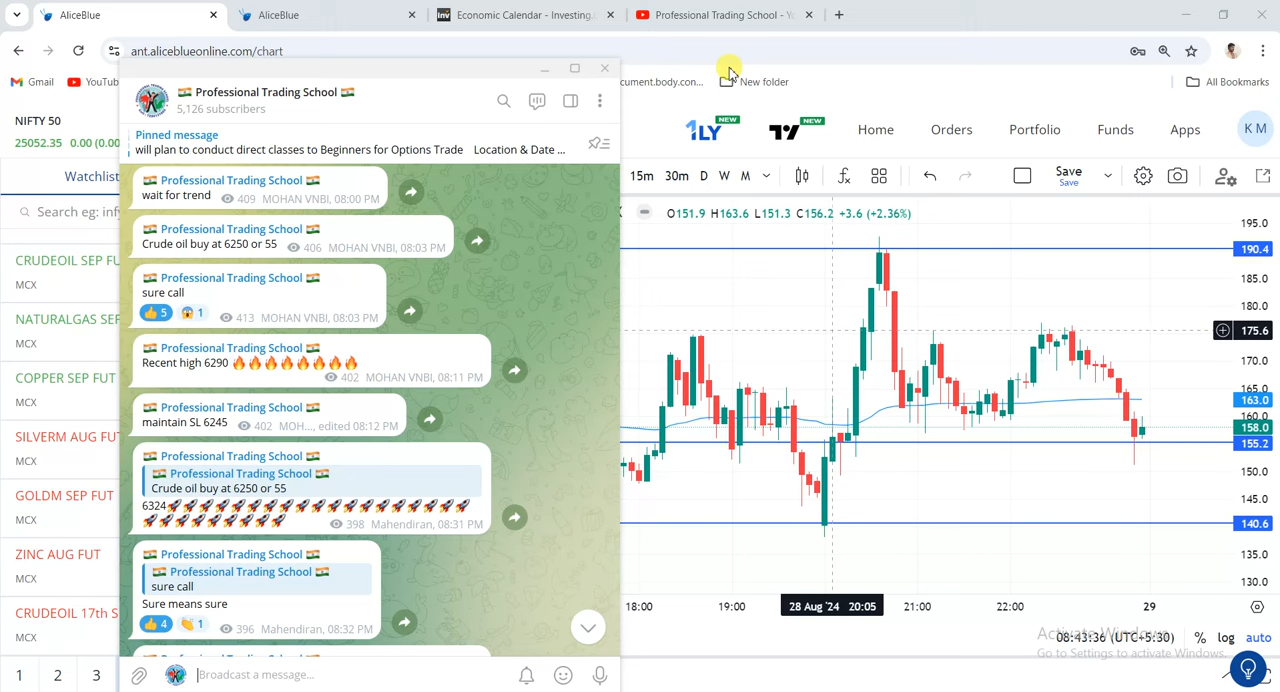 AliceBlue
AliceBlue
Economic Calendar - Investing.c
Professional Trading School - Yo
ant.aliceblueonline.com/chart
Gmail
YouTub
cument.body.con...
New folder
All Bookmarks
NIFTY 50
25052.35 0.00 (0.00
Watchlist
Search eg: infy
CRUDEOIL SEP FU
MCX
NATURALGAS SEP
MCX
COPPER SEP FUT
MCX
SILVERM AUG FUT
MCX
GOLDM SEP FUT
MCX
ZINC AUG FUT
MCX
CRUDEOIL 17th S
MCX
1 2 3
🇮🇳 Professional Trading School 🇮🇳
5,126 subscribers
Pinned message
will plan to conduct direct classes to Beginners for Options Trade Location & Date ...
🇮🇳 Professional Trading School 🇮🇳
wait for trend 409 MOHAN VNBI, 08:00 PM
🇮🇳 Professional Trading School 🇮🇳
Crude oil buy at 6250 or 55 406 MOHAN VNBI, 08:03 PM
🇮🇳 Professional Trading School 🇮🇳
sure call
👍 5 😱 1 413 MOHAN VNBI, 08:03 PM
🇮🇳 Professional Trading School 🇮🇳
Recent high 6290 🔥🔥🔥🔥🔥🔥🔥🔥
402 MOHAN VNBI, 08:11 PM
🇮🇳 Professional Trading School 🇮🇳
maintain SL 6245 402 MOH..., edited 08:12 PM
🇮🇳 Professional Trading School 🇮🇳
🇮🇳 Professional Trading School 🇮🇳
Crude oil buy at 6250 or 55
6324🚀🚀🚀🚀🚀🚀🚀🚀🚀🚀🚀🚀🚀🚀🚀🚀🚀🚀
🚀🚀🚀🚀🚀🚀🚀🚀🚀 398 Mahendiran, 08:31 PM
🇮🇳 Professional Trading School 🇮🇳
🇮🇳 Professional Trading School 🇮🇳
sure call
Sure means sure
👍 4 👏 1 396 Mahendiran, 08:32 PM
Broadcast a message...
1LY NEW
NEW
Home
Orders
Portfolio
Funds
Apps
K M
15m 30m D W M
Save
Save
O151.9 H163.6 L151.3 C156.2 +3.6 (+2.36%)
195.0
190.4
185.0
180.0
175.6
170.0
165.0
163.0
160.0
158.0
155.2
150.0
145.0
140.6
135.0
130.0
18:00
19:00
28 Aug '24 20:05
21:00
22:00
29
08:43:36 (UTC+5:30)
% log auto
Activate Windows
Go to Settings to activate Windows.